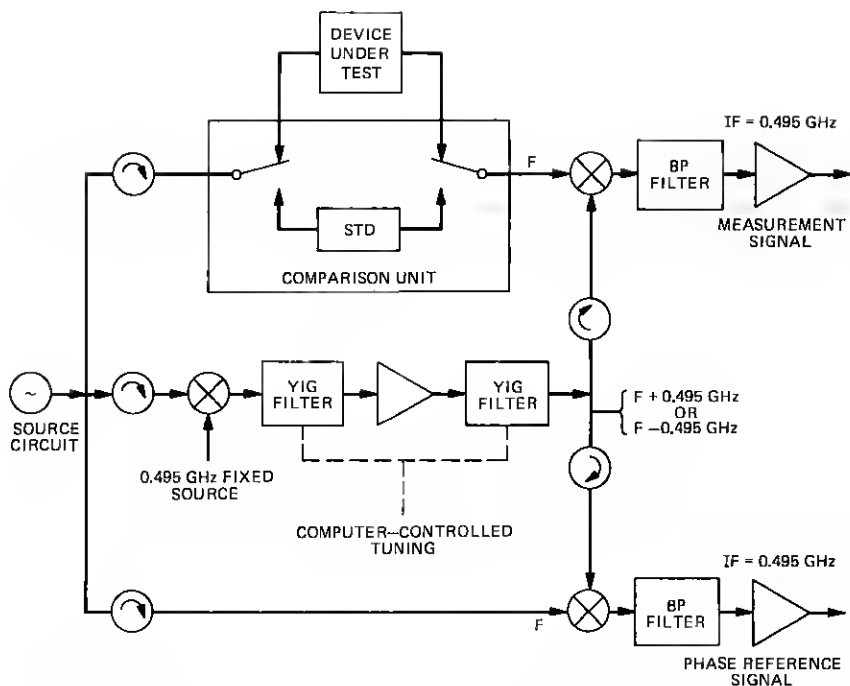 DEVICE
UNDER
TEST
IF = 0.495 GHz
F
BP
FILTER
MEASUREMENT
SIGNAL
STD
COMPARISON UNIT
~
SOURCE
CIRCUIT
YIG
FILTER
YIG
FILTER
F + 0.495 GHz
OR
F – 0.495 GHz
0.495 GHz FIXED
SOURCE
COMPUTER–CONTROLLED
TUNING
IF = 0.495 GHz
F
BP
FILTER
PHASE REFERENCE
SIGNAL